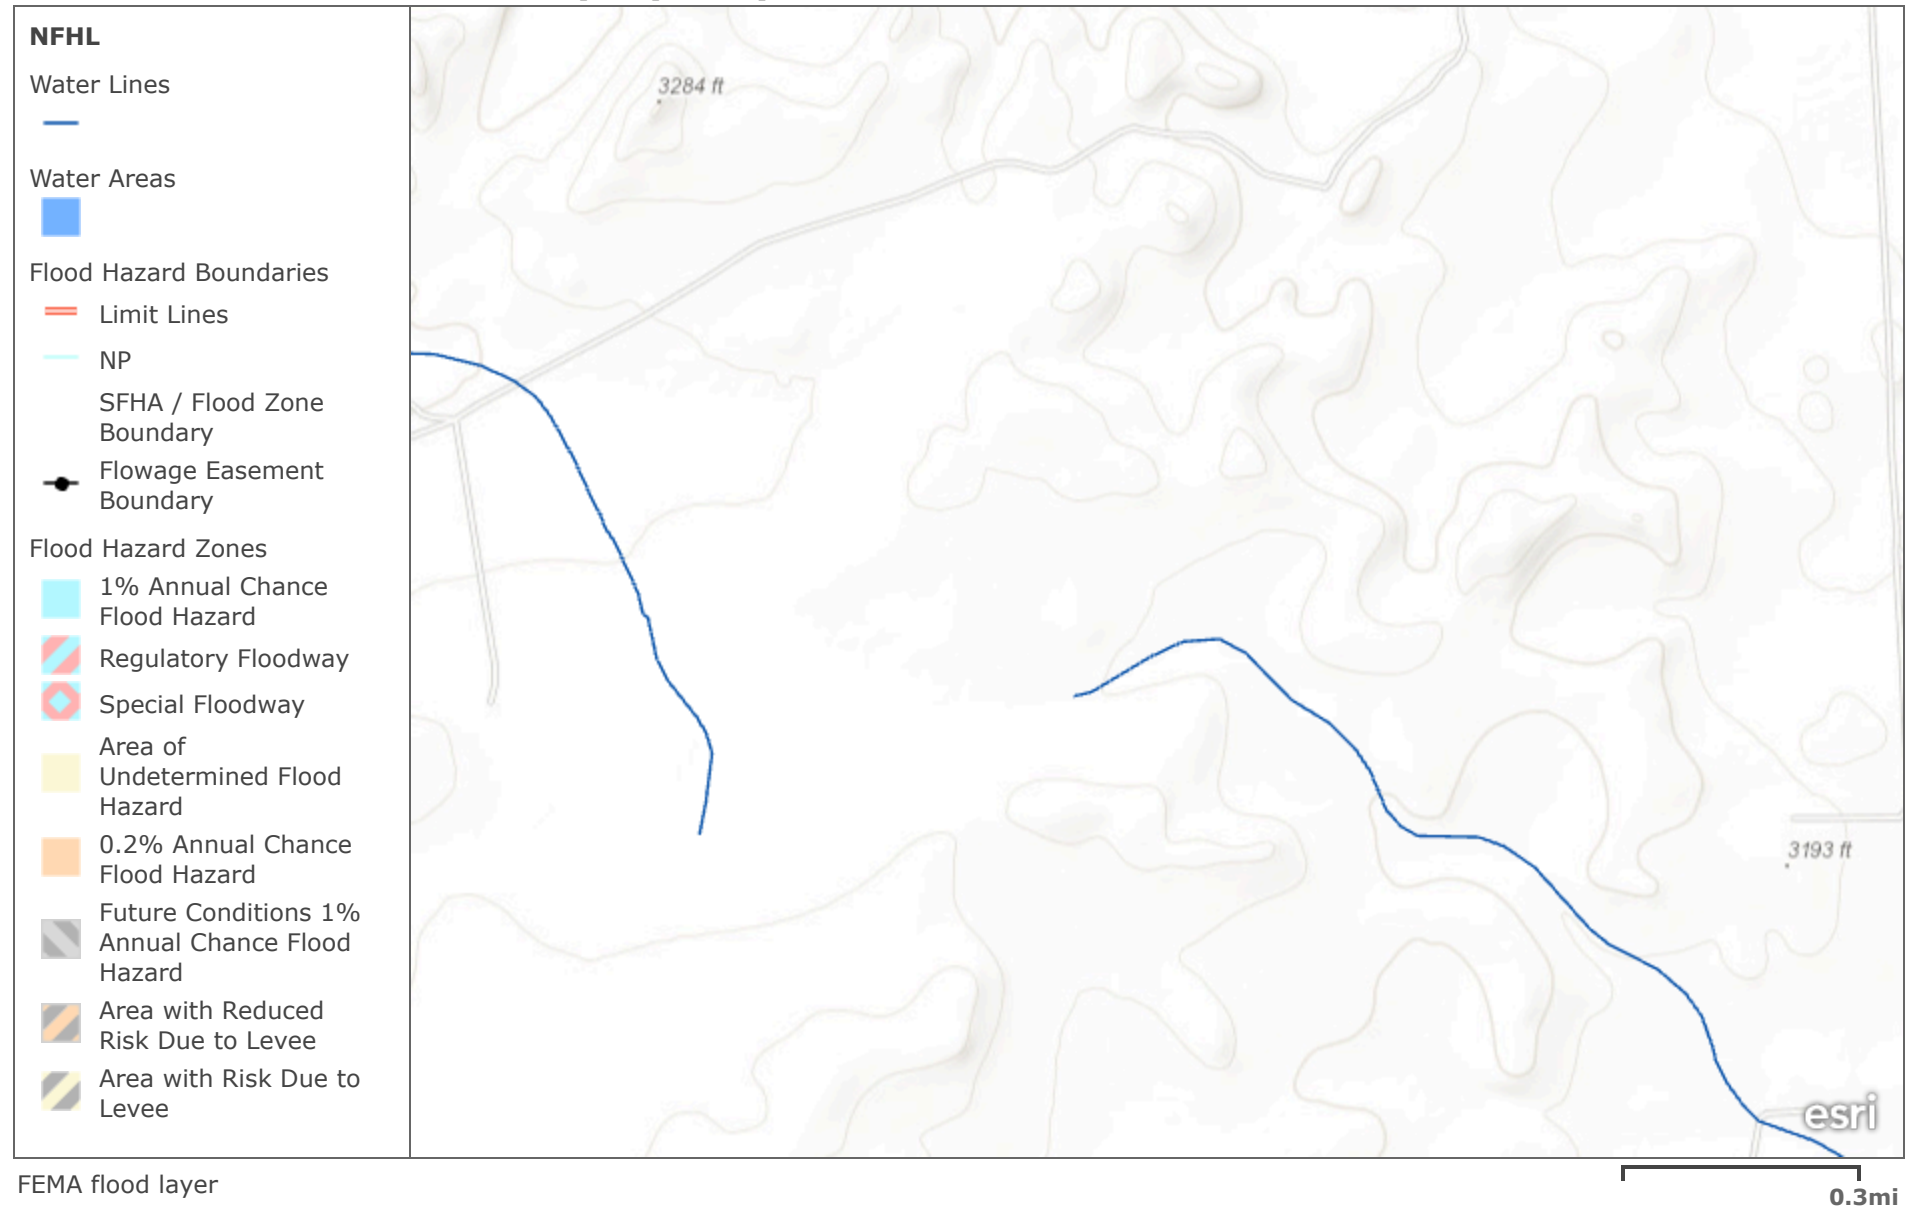 NFHL
Water Lines
Water Areas
Flood Hazard Boundaries
Limit Lines
NP
SFHA / Flood Zone
Boundary
Flowage Easement
Boundary
Flood Hazard Zones
1% Annual Chance
Flood Hazard
Regulatory Floodway
Special Floodway
Area of
Undetermined Flood
Hazard
0.2% Annual Chance
Flood Hazard
Future Conditions 1%
Annual Chance Flood
Hazard
Area with Reduced
Risk Due to Levee
Area with Risk Due to
Levee
3284 ft
3193 ft
esri
FEMA flood layer
0.3mi